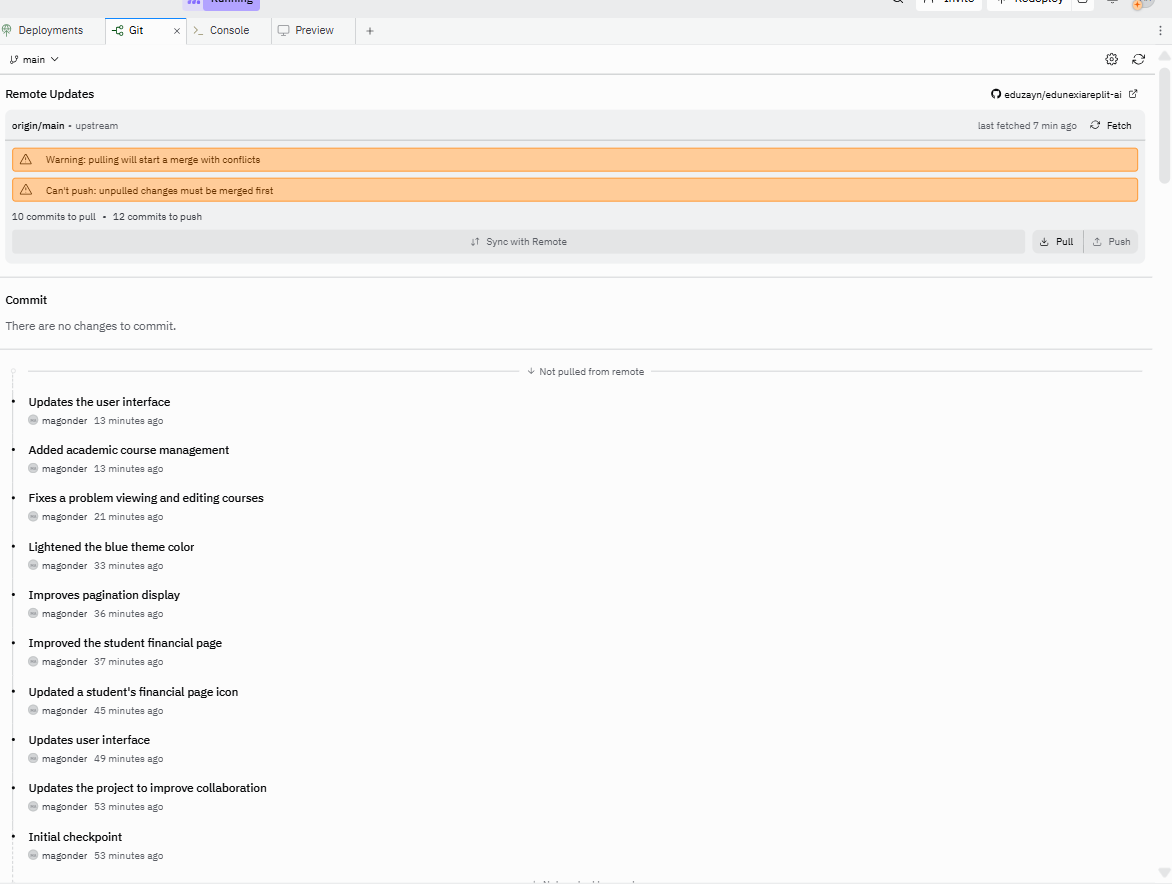 Running
Invite
Redeploy
Deployments
Git
Console
Preview
main
Remote Updates
eduzayn/edunexiareplit-ai
origin/main • upstream
last fetched 7 min ago
Fetch
Warning: pulling will start a merge with conflicts
Can't push: unpulled changes must be merged first
10 commits to pull • 12 commits to push
Sync with Remote
Pull
Push
Commit
There are no changes to commit.
Not pulled from remote
Updates the user interface
magonder 13 minutes ago
Added academic course management
magonder 13 minutes ago
Fixes a problem viewing and editing courses
magonder 21 minutes ago
Lightened the blue theme color
magonder 33 minutes ago
Improves pagination display
magonder 36 minutes ago
Improved the student financial page
magonder 37 minutes ago
Updated a student's financial page icon
magonder 45 minutes ago
Updates user interface
magonder 49 minutes ago
Updates the project to improve collaboration
magonder 53 minutes ago
Initial checkpoint
magonder 53 minutes ago